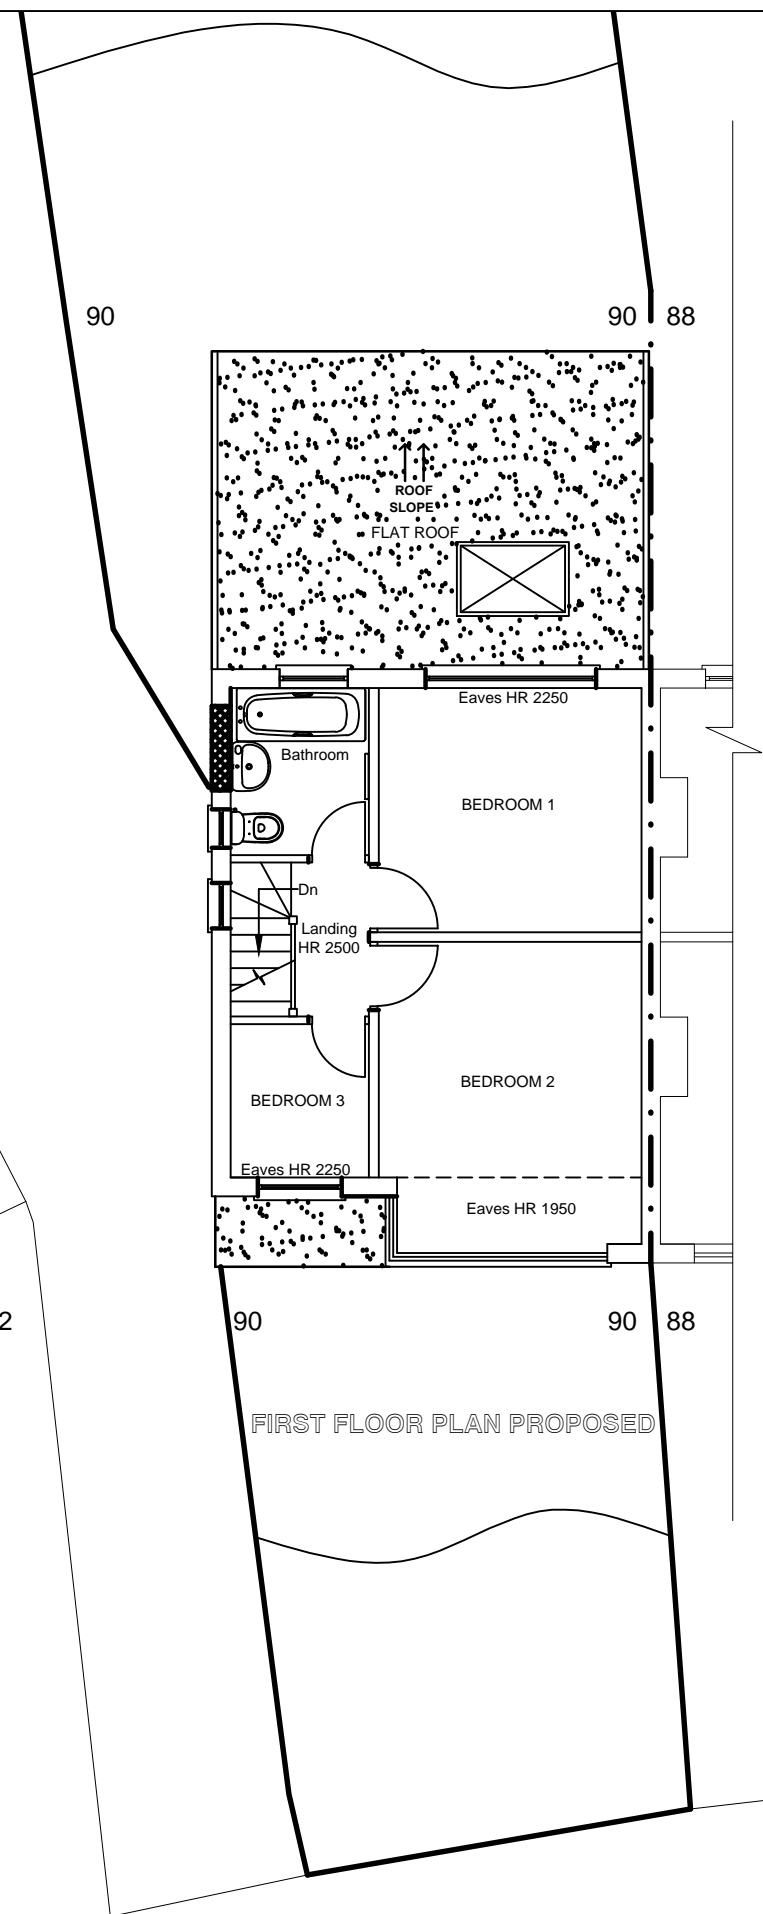 90
90 88
ROOF
SLOPE
FLAT ROOF
Eaves HR 2250
Bathroom
BEDROOM 1
Dn
Landing
HR 2500
BEDROOM 2
BEDROOM 3
Eaves HR 2250
Eaves HR 1950
2
90
90 88
FIRST FLOOR PLAN PROPOSED